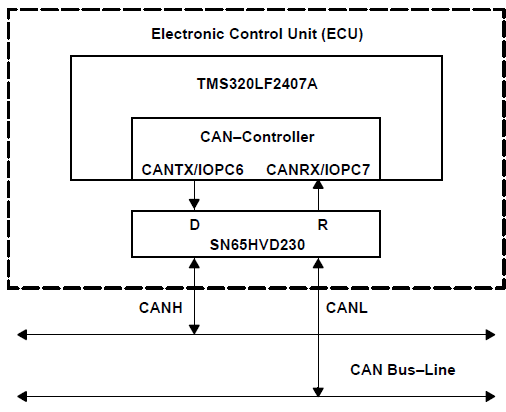 Electronic Control Unit (ECU)
TMS320LF2407A
CAN–Controller
CANTX/IOPC6 CANRX/IOPC7
D R
SN65HVD230
CANH CANL
CAN Bus–Line